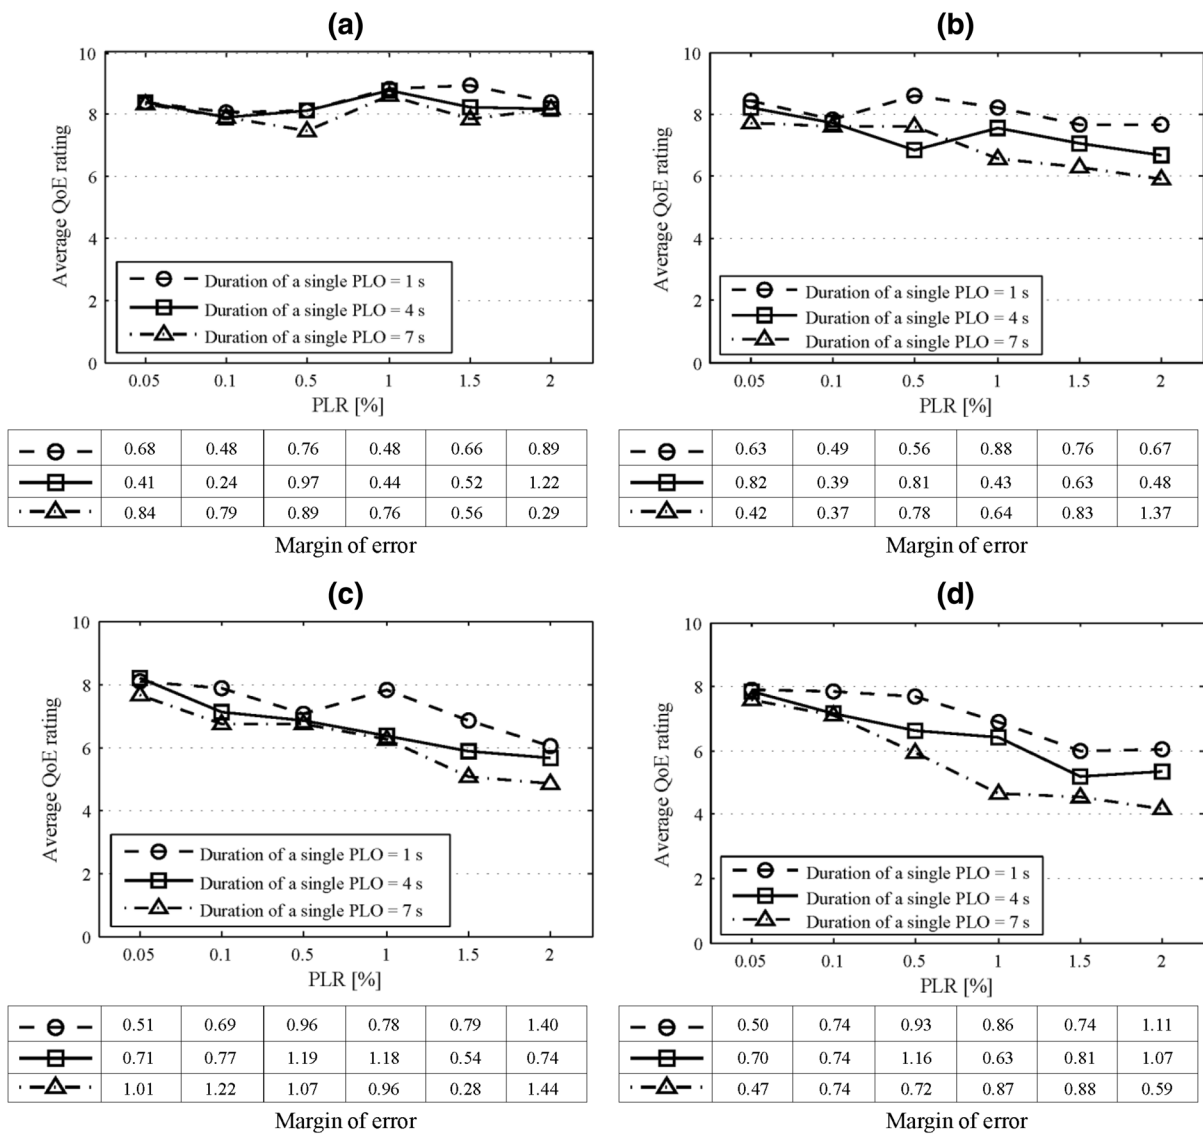 (a)
10
8
6
4
2
0
Average QoE rating
Duration of a single PLO = 1 s
Duration of a single PLO = 4 s
Duration of a single PLO = 7 s
0.05 0.1 0.5 1 1.5 2
PLR [%]
0.68 0.48 0.76 0.48 0.66 0.89
0.41 0.24 0.97 0.44 0.52 1.22
0.84 0.79 0.89 0.76 0.56 0.29
Margin of error
(b)
10
8
6
4
2
0
Average QoE rating
Duration of a single PLO = 1 s
Duration of a single PLO = 4 s
Duration of a single PLO = 7 s
0.05 0.1 0.5 1 1.5 2
PLR [%]
0.63 0.49 0.56 0.88 0.76 0.67
0.82 0.39 0.81 0.43 0.63 0.48
0.42 0.37 0.78 0.64 0.83 1.37
Margin of error
(c)
10
8
6
4
2
0
Average QoE rating
Duration of a single PLO = 1 s
Duration of a single PLO = 4 s
Duration of a single PLO = 7 s
0.05 0.1 0.5 1 1.5 2
PLR [%]
0.51 0.69 0.96 0.78 0.79 1.40
0.71 0.77 1.19 1.18 0.54 0.74
1.01 1.22 1.07 0.96 0.28 1.44
Margin of error
(d)
10
8
6
4
2
0
Average QoE rating
Duration of a single PLO = 1 s
Duration of a single PLO = 4 s
Duration of a single PLO = 7 s
0.05 0.1 0.5 1 1.5 2
PLR [%]
0.50 0.74 0.93 0.86 0.74 1.11
0.70 0.74 1.16 0.63 0.81 1.07
0.47 0.74 0.72 0.87 0.88 0.59
Margin of error